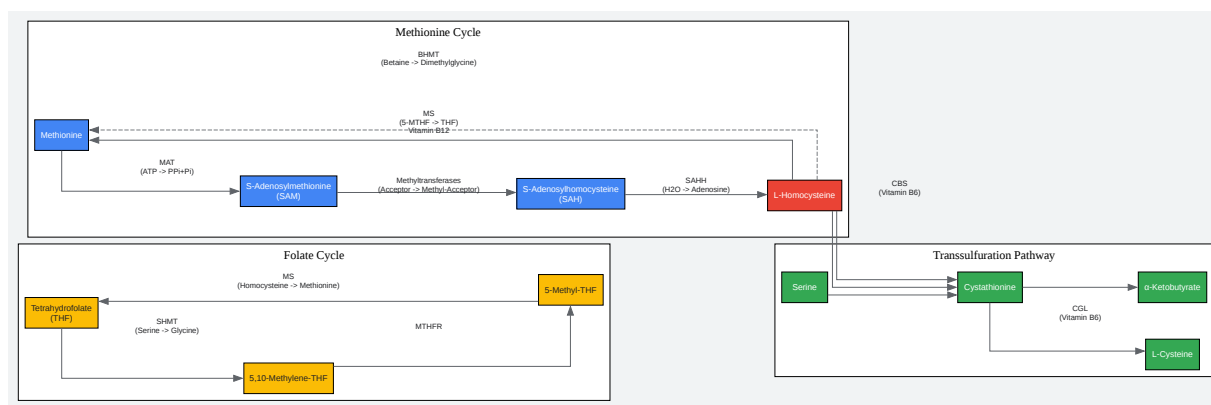 Methionine Cycle
BHMT
(Betaine -> Dimethylglycine)
MS
(5-MTHF -> THF)
Vitamin B12
Methionine
MAT
(ATP -> PPi+Pi)
S-Adenosylmethionine
(SAM)
Methyltransferases
(Acceptor -> Methyl-Acceptor)
S-Adenosylhomocysteine
(SAH)
SAHH
(H2O -> Adenosine)
L-Homocysteine
CBS
(Vitamin B6)
Folate Cycle
MS
(Homocysteine -> Methionine)
5-Methyl-THF
Tetrahydrofolate
(THF)
SHMT
(Serine -> Glycine)
MTHFR
5,10-Methylene-THF
Transsulfuration Pathway
Serine
Cystathionine
α-Ketobutyrate
CGL
(Vitamin B6)
L-Cysteine